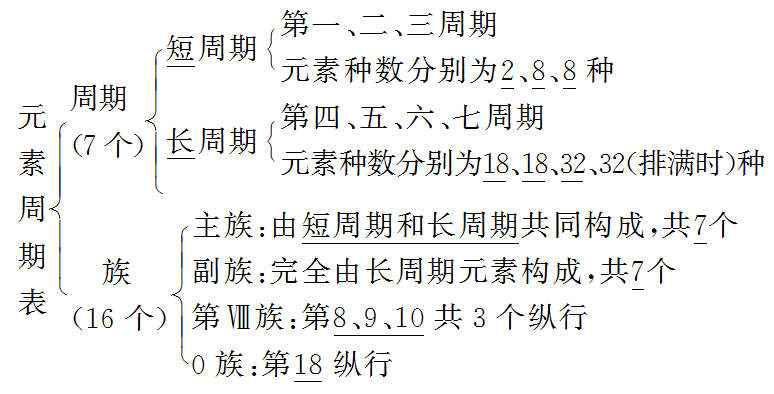 元素周期表
周期
(7 个)
短周期
第一、二、三周期
元素种数分别为2、8、8 种
长周期
第四、五、六、七周期
元素种数分别为18、18、32、32(排满时)种
族
(16 个)
主族:由短周期和长周期共同构成,共7个
副族:完全由长周期元素构成,共7个
第Ⅷ族:第8、9、10 共 3 个纵行
0 族:第18 纵行